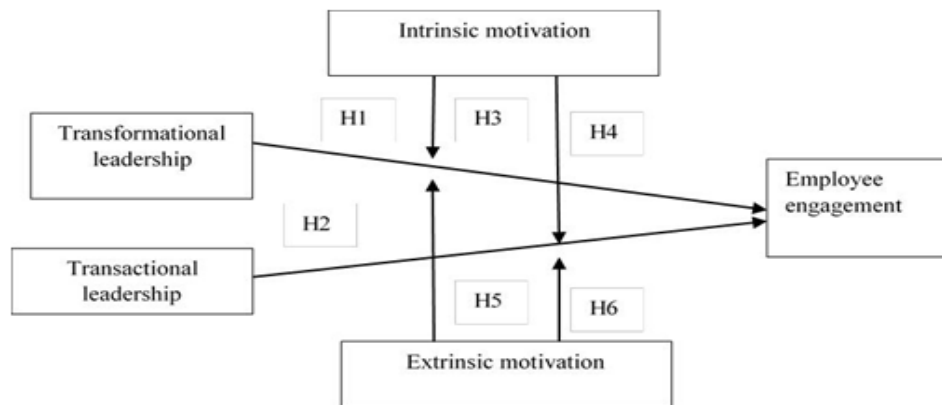 Intrinsic motivation
H1
H3
H4
Transformational
leadership
Employee
engagement
H2
Transactional
leadership
H5
H6
Extrinsic motivation